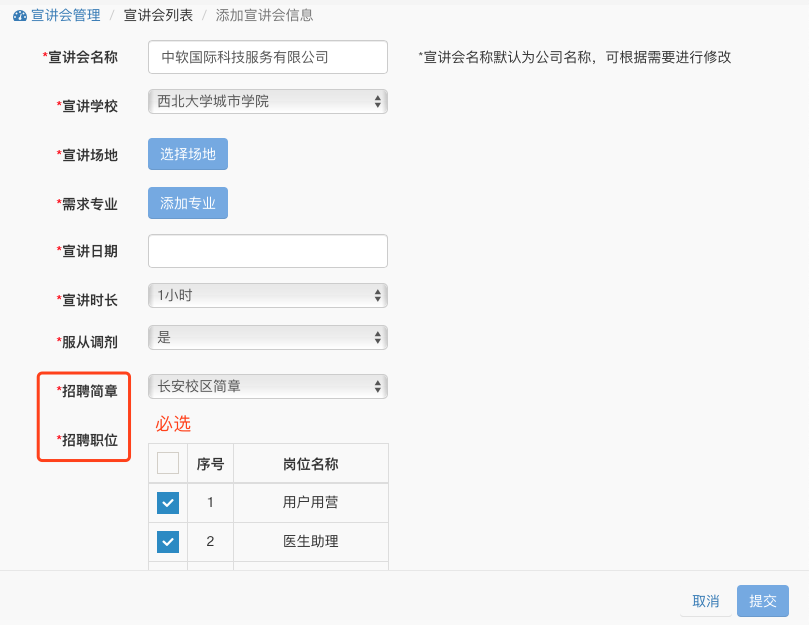 宣讲会管理 / 宣讲会列表 / 添加宣讲会信息
*宣讲会名称 中软国际科技服务有限公司 *宣讲会名称默认为公司名称，可根据需要进行修改
*宣讲学校 西北大学城市学院
*宣讲场地 选择场地
*需求专业 添加专业
*宣讲日期
*宣讲时长 1小时
*服从调剂 是
*招聘简章 长安校区简章
必选
*招聘职位
序号 岗位名称
1 用户用营
2 医生助理
取消 提交